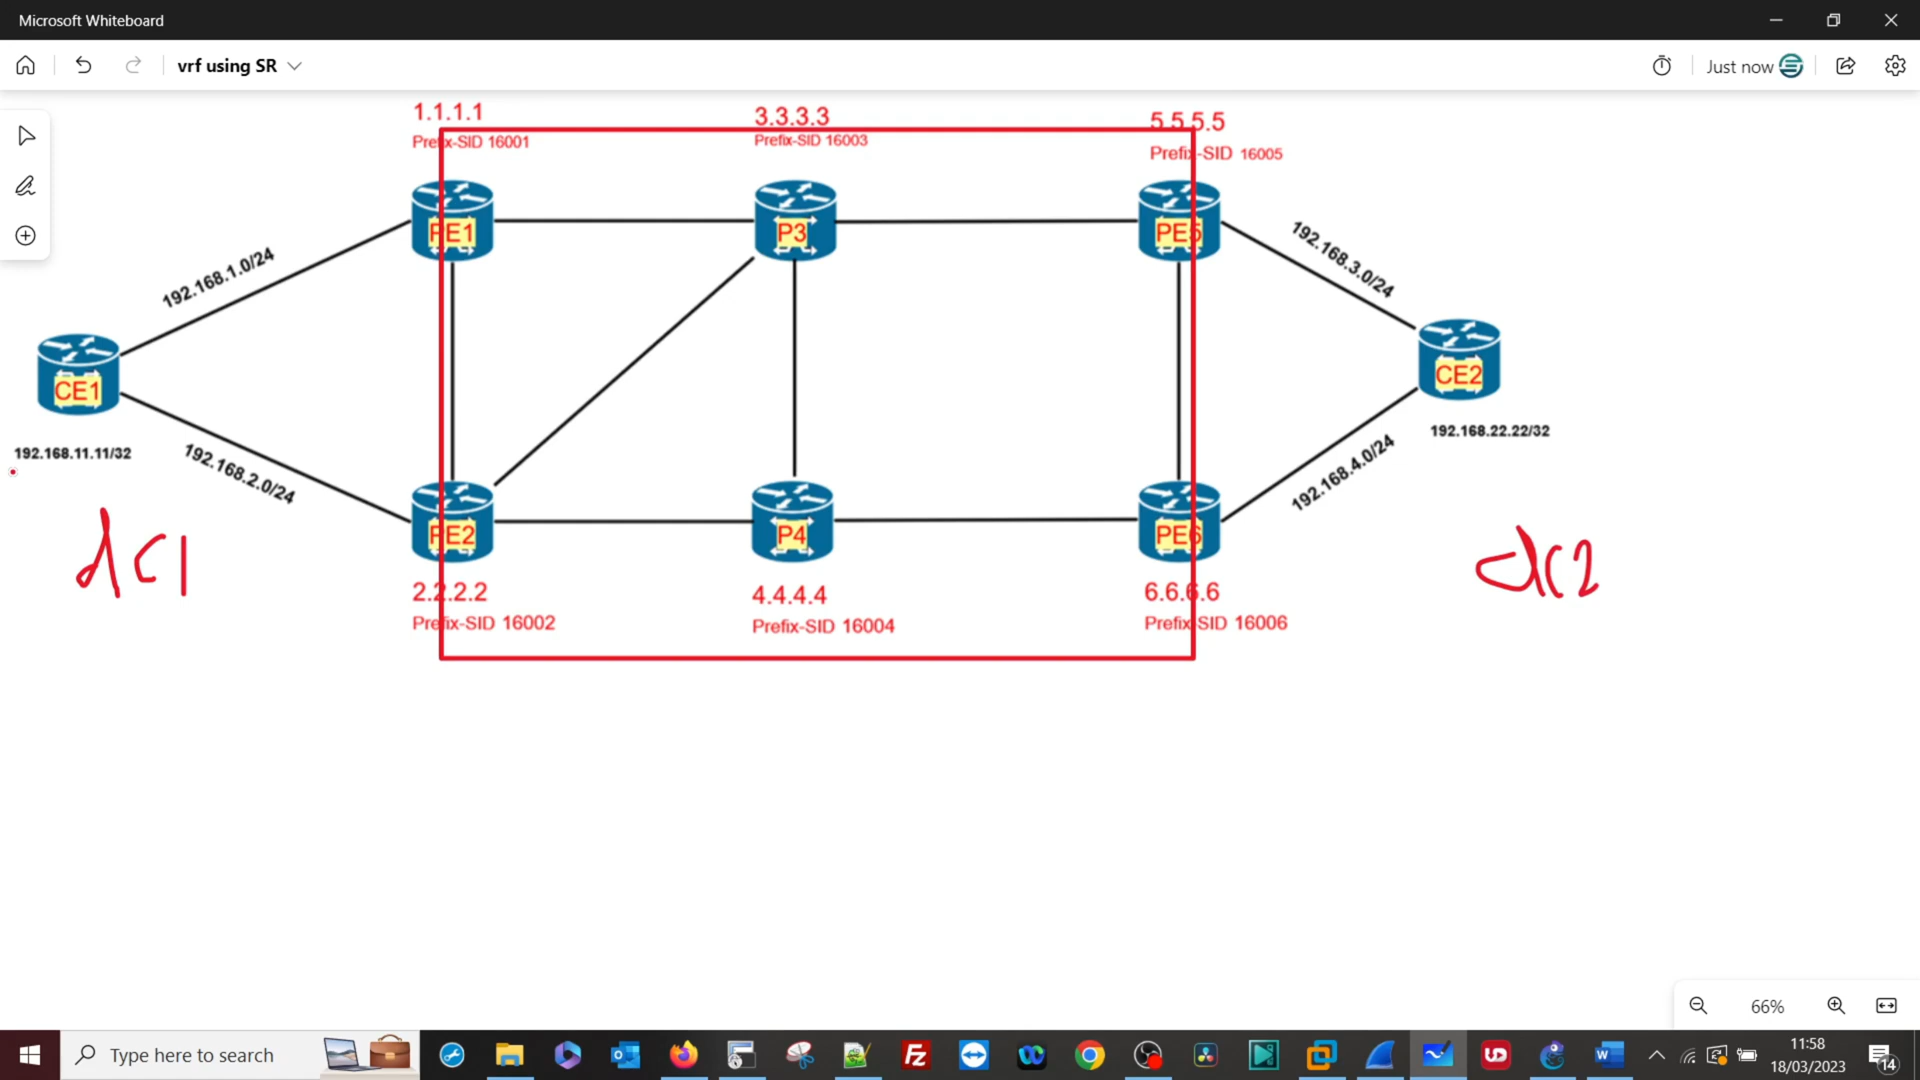 Microsoft Whiteboard
vrf using SR
Just now
1.1.1.1
Prefix-SID 16001
3.3.3.3
Prefix-SID 16003
5.5.5.5
Prefix-SID 16005
PE1
P3
PE5
192.168.1.0/24
192.168.3.0/24
CE1
CE2
192.168.11.11/32
192.168.22.22/32
192.168.2.0/24
192.168.4.0/24
PE2
P4
PE6
dC1
dC2
2.2.2.2
Prefix-SID 16002
4.4.4.4
Prefix-SID 16004
6.6.6.6
Prefix-SID 16006
66%
Type here to search
11:58
18/03/2023
14